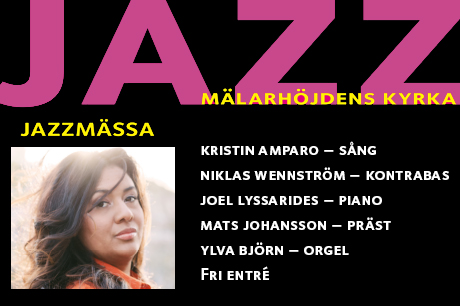 JAZZ
MÄLARHÖJDENS KYRKA
JAZZMÄSSA
KRISTIN AMPARO – SÅNG
NIKLAS WENNSTRÖM – KONTRABAS
JOEL LYSSARIDES – PIANO
MATS JOHANSSON – PRÄST
YLVA BJÖRN – ORGEL
FRI ENTRÉ